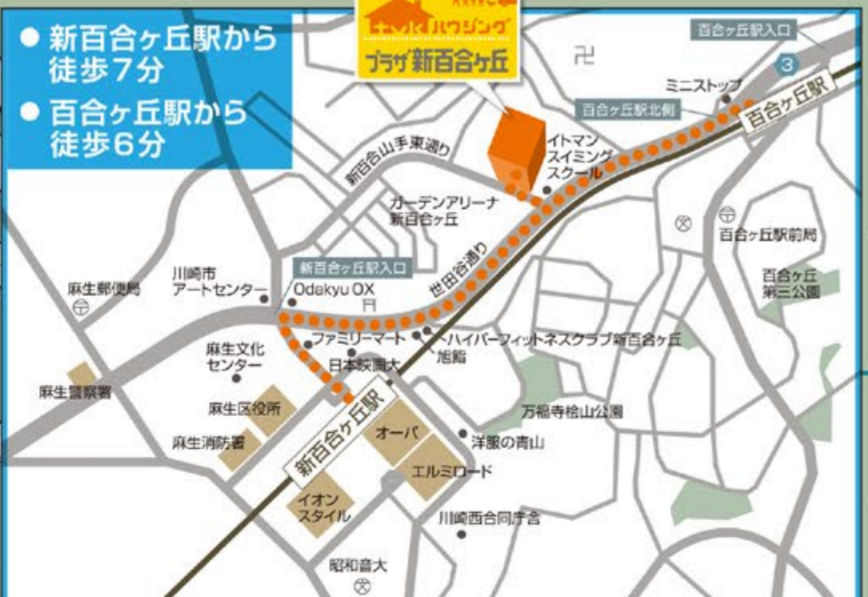 ハウジング
プラザ新百合ヶ丘
● 新百合ヶ丘駅から
徒歩7分
● 百合ヶ丘駅から
徒歩6分
百合ヶ丘駅入口
3
ミニストップ
百合ヶ丘駅
百合ヶ丘駅北側
イトマン
スイミング
スクール
新百合山手東通り
ガーデンアリーナ
新百合ヶ丘
百合ヶ丘駅前局
世田谷通り
新百合ヶ丘駅入口
川崎市
アートセンター
Odakyu OX
麻生郵便局
百合ヶ丘
第三公園
ファミリーマート
ハイパーフィットネスクラブ新百合ヶ丘
旭鮨
麻生文化
センター
日本映画大
麻生警察署
麻生区役所
新百合ヶ丘駅
万福寺桧山公園
オーパ
洋服の青山
麻生消防署
エルミロード
イオン
スタイル
川崎西合同庁舎
昭和音大